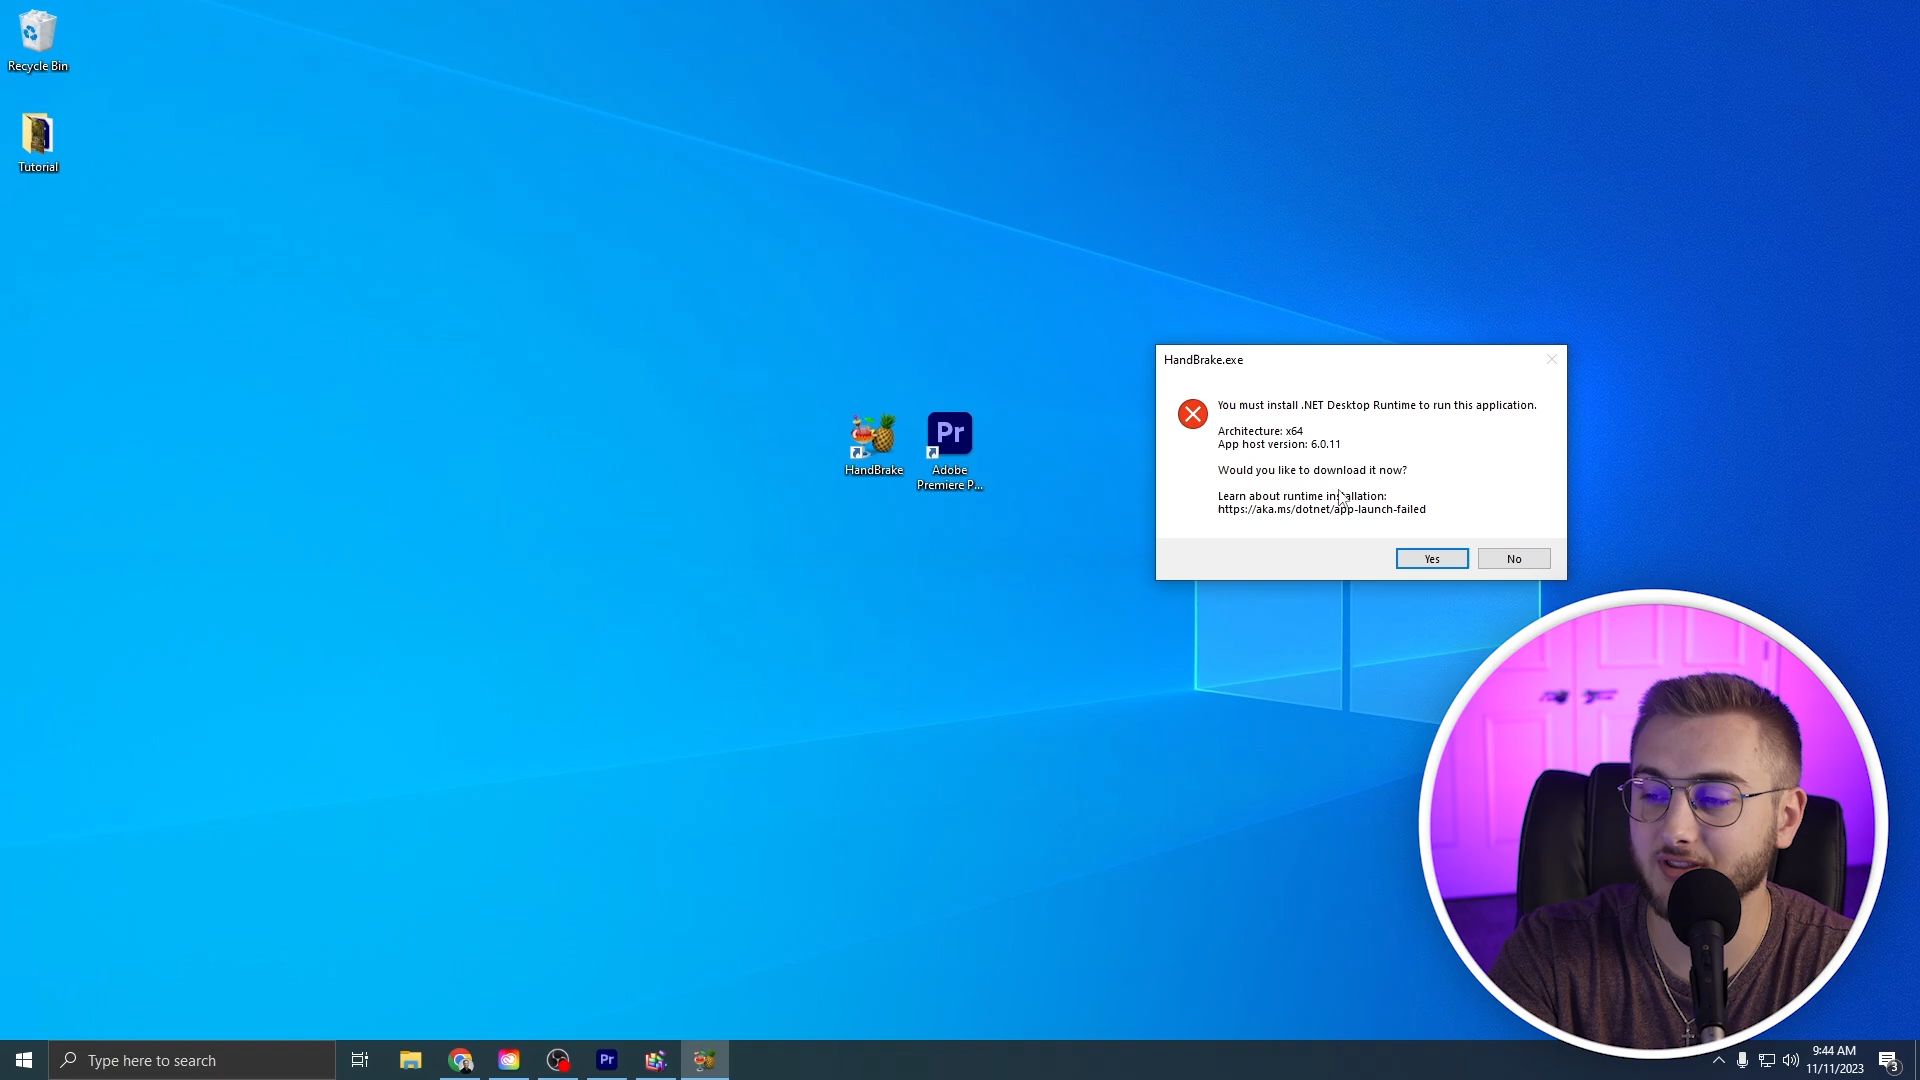 Recycle Bin
Tutorial
HandBrake
Pr
Adobe
Premiere P...
HandBrake.exe
You must install .NET Desktop Runtime to run this application.
Architecture: x64
App host version: 6.0.11
Would you like to download it now?
Learn about runtime installation:
https://aka.ms/dotnet/app-launch-failed
Yes
No
Type here to search
Pr
9:44 AM
11/11/2023
3